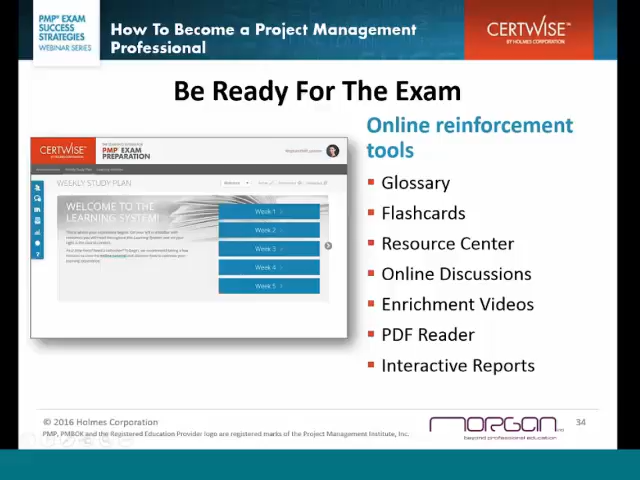 PMP® EXAM
SUCCESS
STRATEGIES
WEBINAR SERIES
How To Become a Project Management
Professional
CERTWISE™
BY HOLMES CORPORATION
Be Ready For The Exam
Online reinforcement
tools
Glossary
Flashcards
Resource Center
Online Discussions
Enrichment Videos
PDF Reader
Interactive Reports
CERTWISE
PMP® EXAM
PREPARATION
WEEKLY STUDY PLAN
WELCOME TO THE
LEARNING SYSTEM!
Week 1
Week 2
Week 3
Week 4
Week 5
© 2016 Holmes Corporation
PMP, PMBOK and the Registered Education Provider logo are registered marks of the Project Management Institute, Inc.
morgan
beyond professional education
34